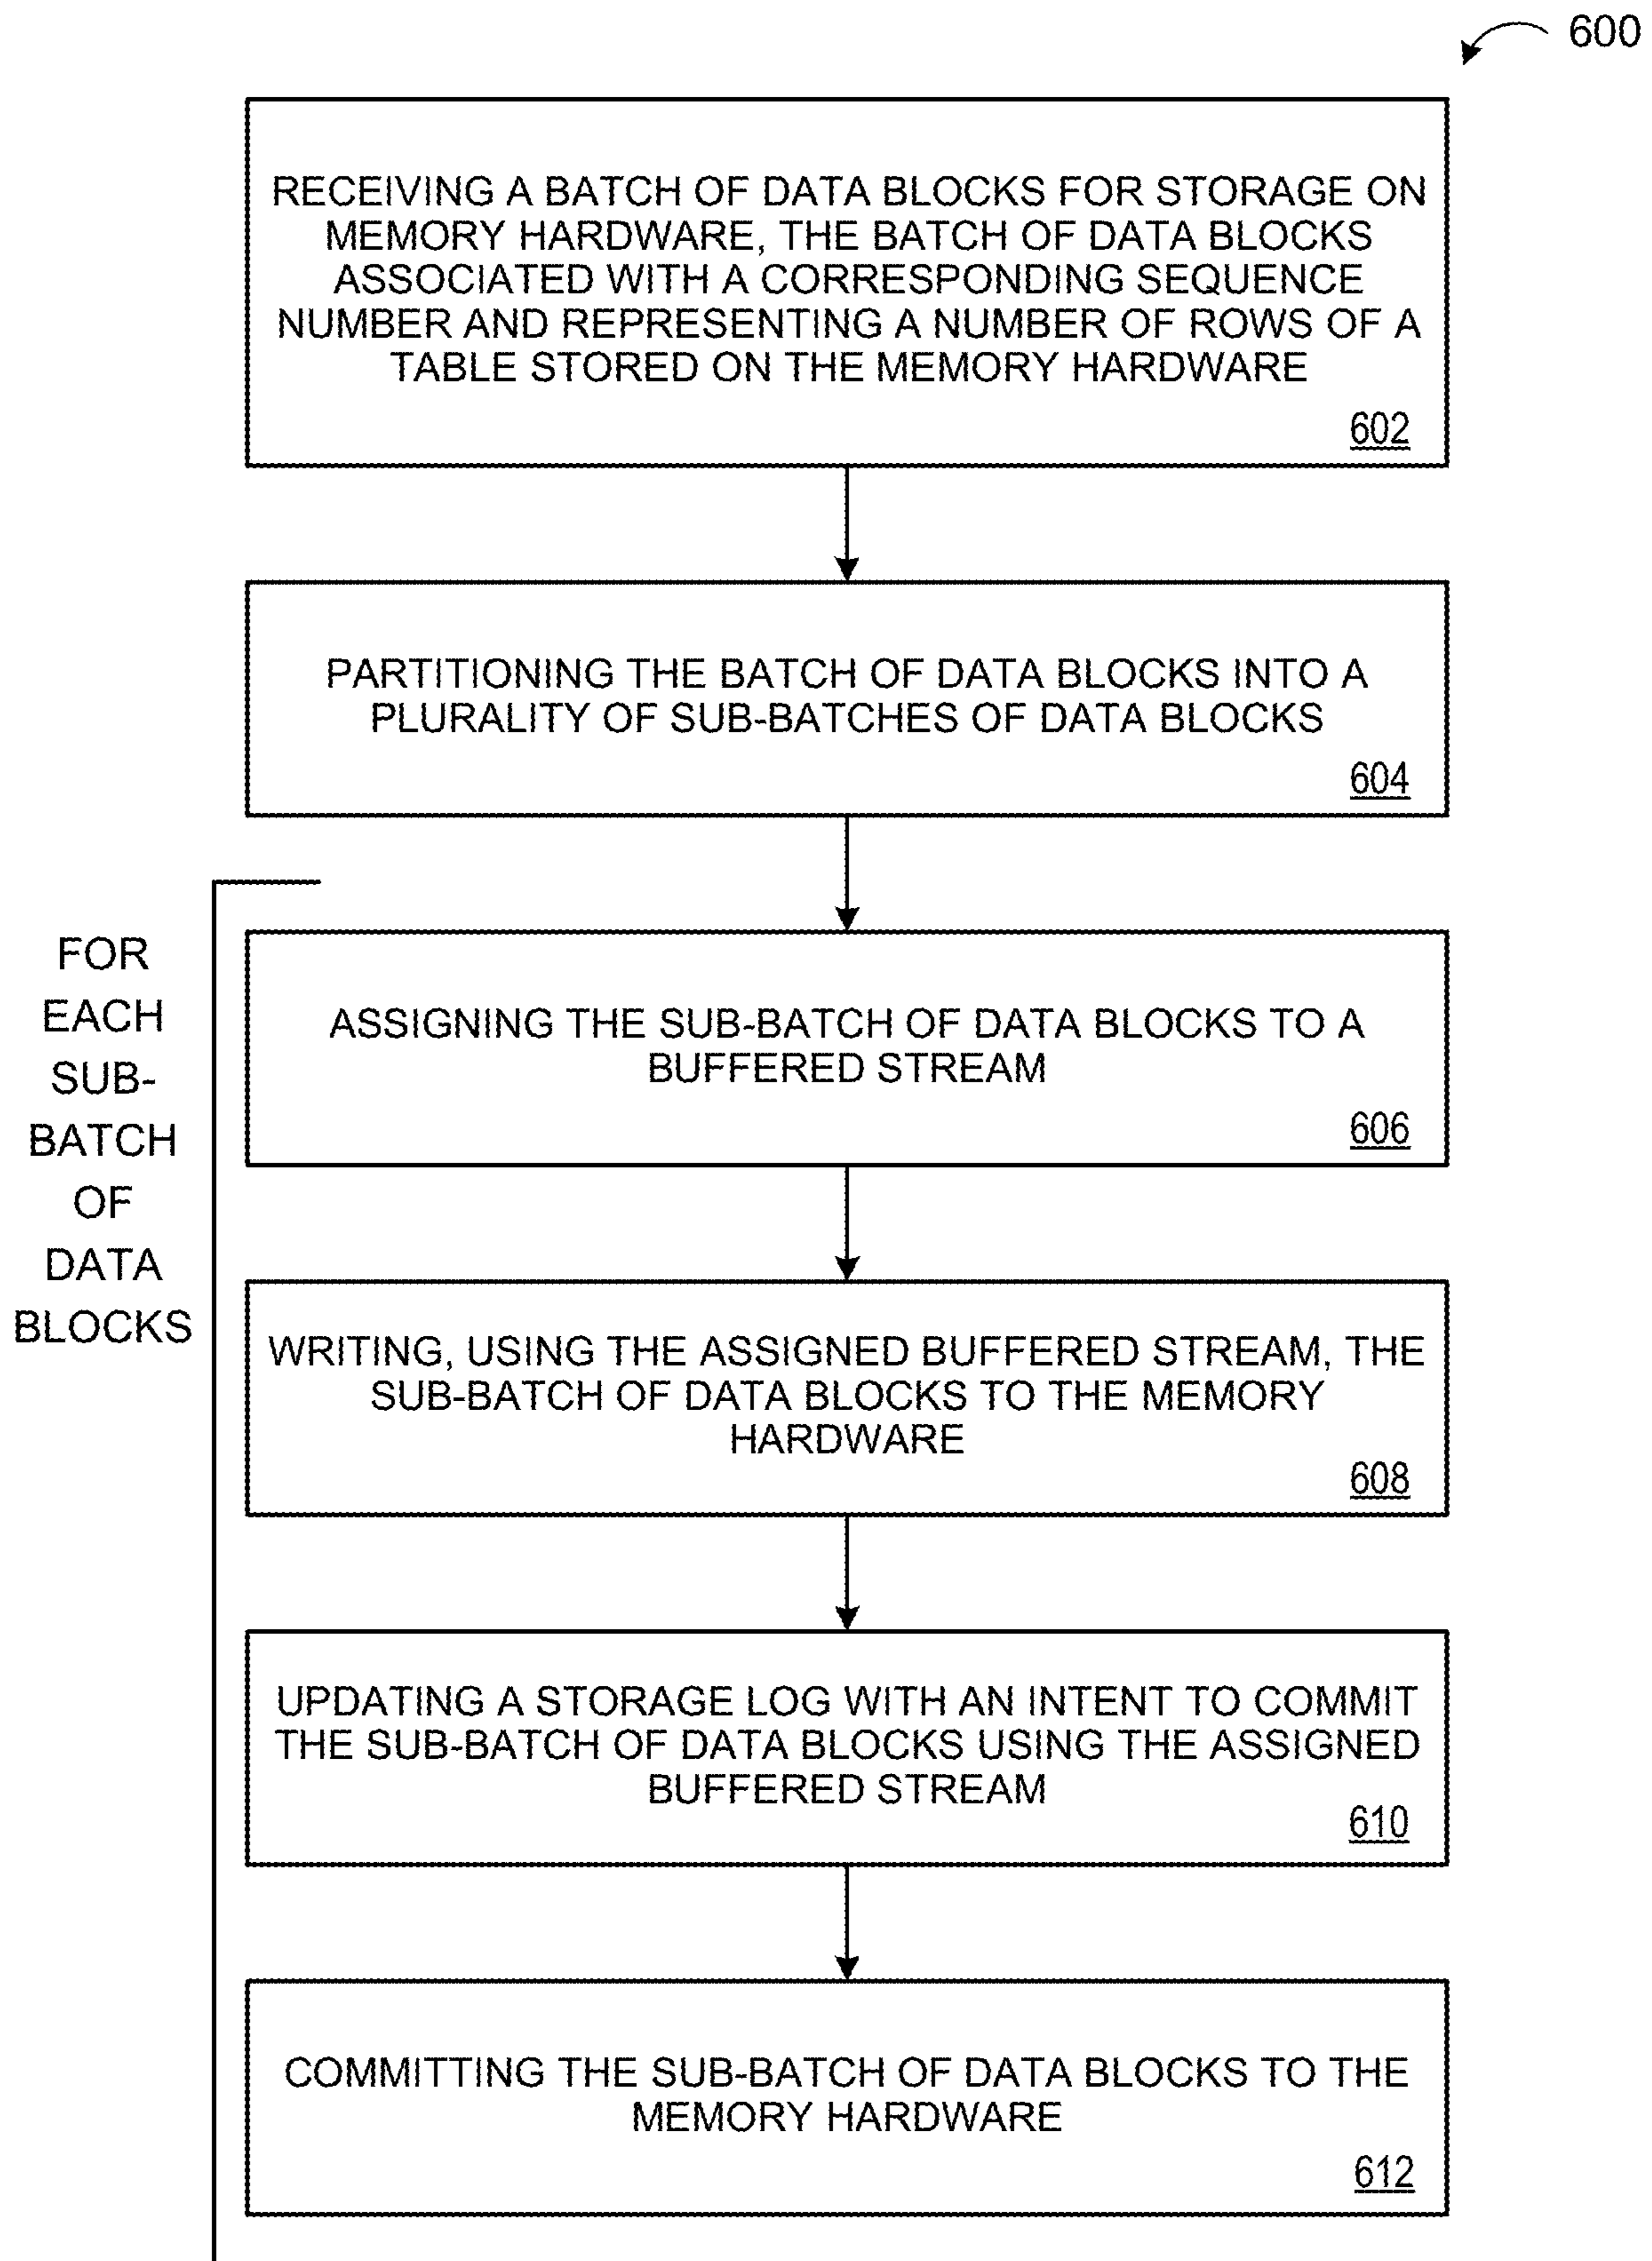 600
RECEIVING A BATCH OF DATA BLOCKS FOR STORAGE ON
MEMORY HARDWARE, THE BATCH OF DATA BLOCKS
ASSOCIATED WITH A CORRESPONDING SEQUENCE
NUMBER AND REPRESENTING A NUMBER OF ROWS OF A
TABLE STORED ON THE MEMORY HARDWARE
602
PARTITIONING THE BATCH OF DATA BLOCKS INTO A
PLURALITY OF SUB-BATCHES OF DATA BLOCKS
604
FOR
EACH
SUB-
BATCH
OF
DATA
BLOCKS
ASSIGNING THE SUB-BATCH OF DATA BLOCKS TO A
BUFFERED STREAM
606
WRITING, USING THE ASSIGNED BUFFERED STREAM, THE
SUB-BATCH OF DATA BLOCKS TO THE MEMORY
HARDWARE
608
UPDATING A STORAGE LOG WITH AN INTENT TO COMMIT
THE SUB-BATCH OF DATA BLOCKS USING THE ASSIGNED
BUFFERED STREAM
610
COMMITTING THE SUB-BATCH OF DATA BLOCKS TO THE
MEMORY HARDWARE
612